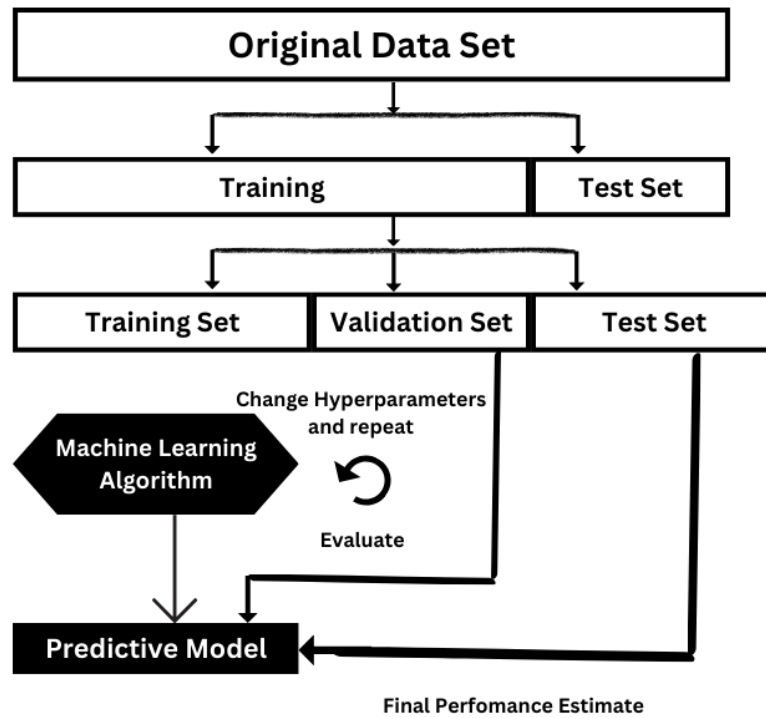 Original Data Set
Training
Test Set
Training Set
Validation Set
Test Set
Change Hyperparameters
and repeat
Machine Learning
Algorithm
Evaluate
Predictive Model
Final Perfomance Estimate